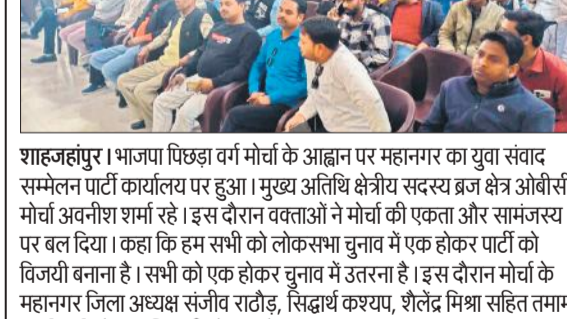 शाहजहांपुर। भाजपा पिछड़ा वर्ग मोर्चा के आह्वान पर महानगर का युवा संवाद
सम्मेलन पार्टी कार्यालय पर हुआ। मुख्य अतिथि क्षेत्रीय सदस्य ब्रज क्षेत्र ओबीसी
मोर्चा अवनीश शर्मा रहे। इस दौरान वक्ताओं ने मोर्चा की एकता और सामंजस्य
पर बल दिया। कहा कि हम सभी को लोकसभा चुनाव में एक होकर पार्टी को
विजयी बनाना है। सभी को एक होकर चुनाव में उतरना है। इस दौरान मोर्चा के
महानगर जिला अध्यक्ष संजीव राठौड़, सिद्धार्थ कश्यप, शैलेंद्र मिश्रा सहित तमाम